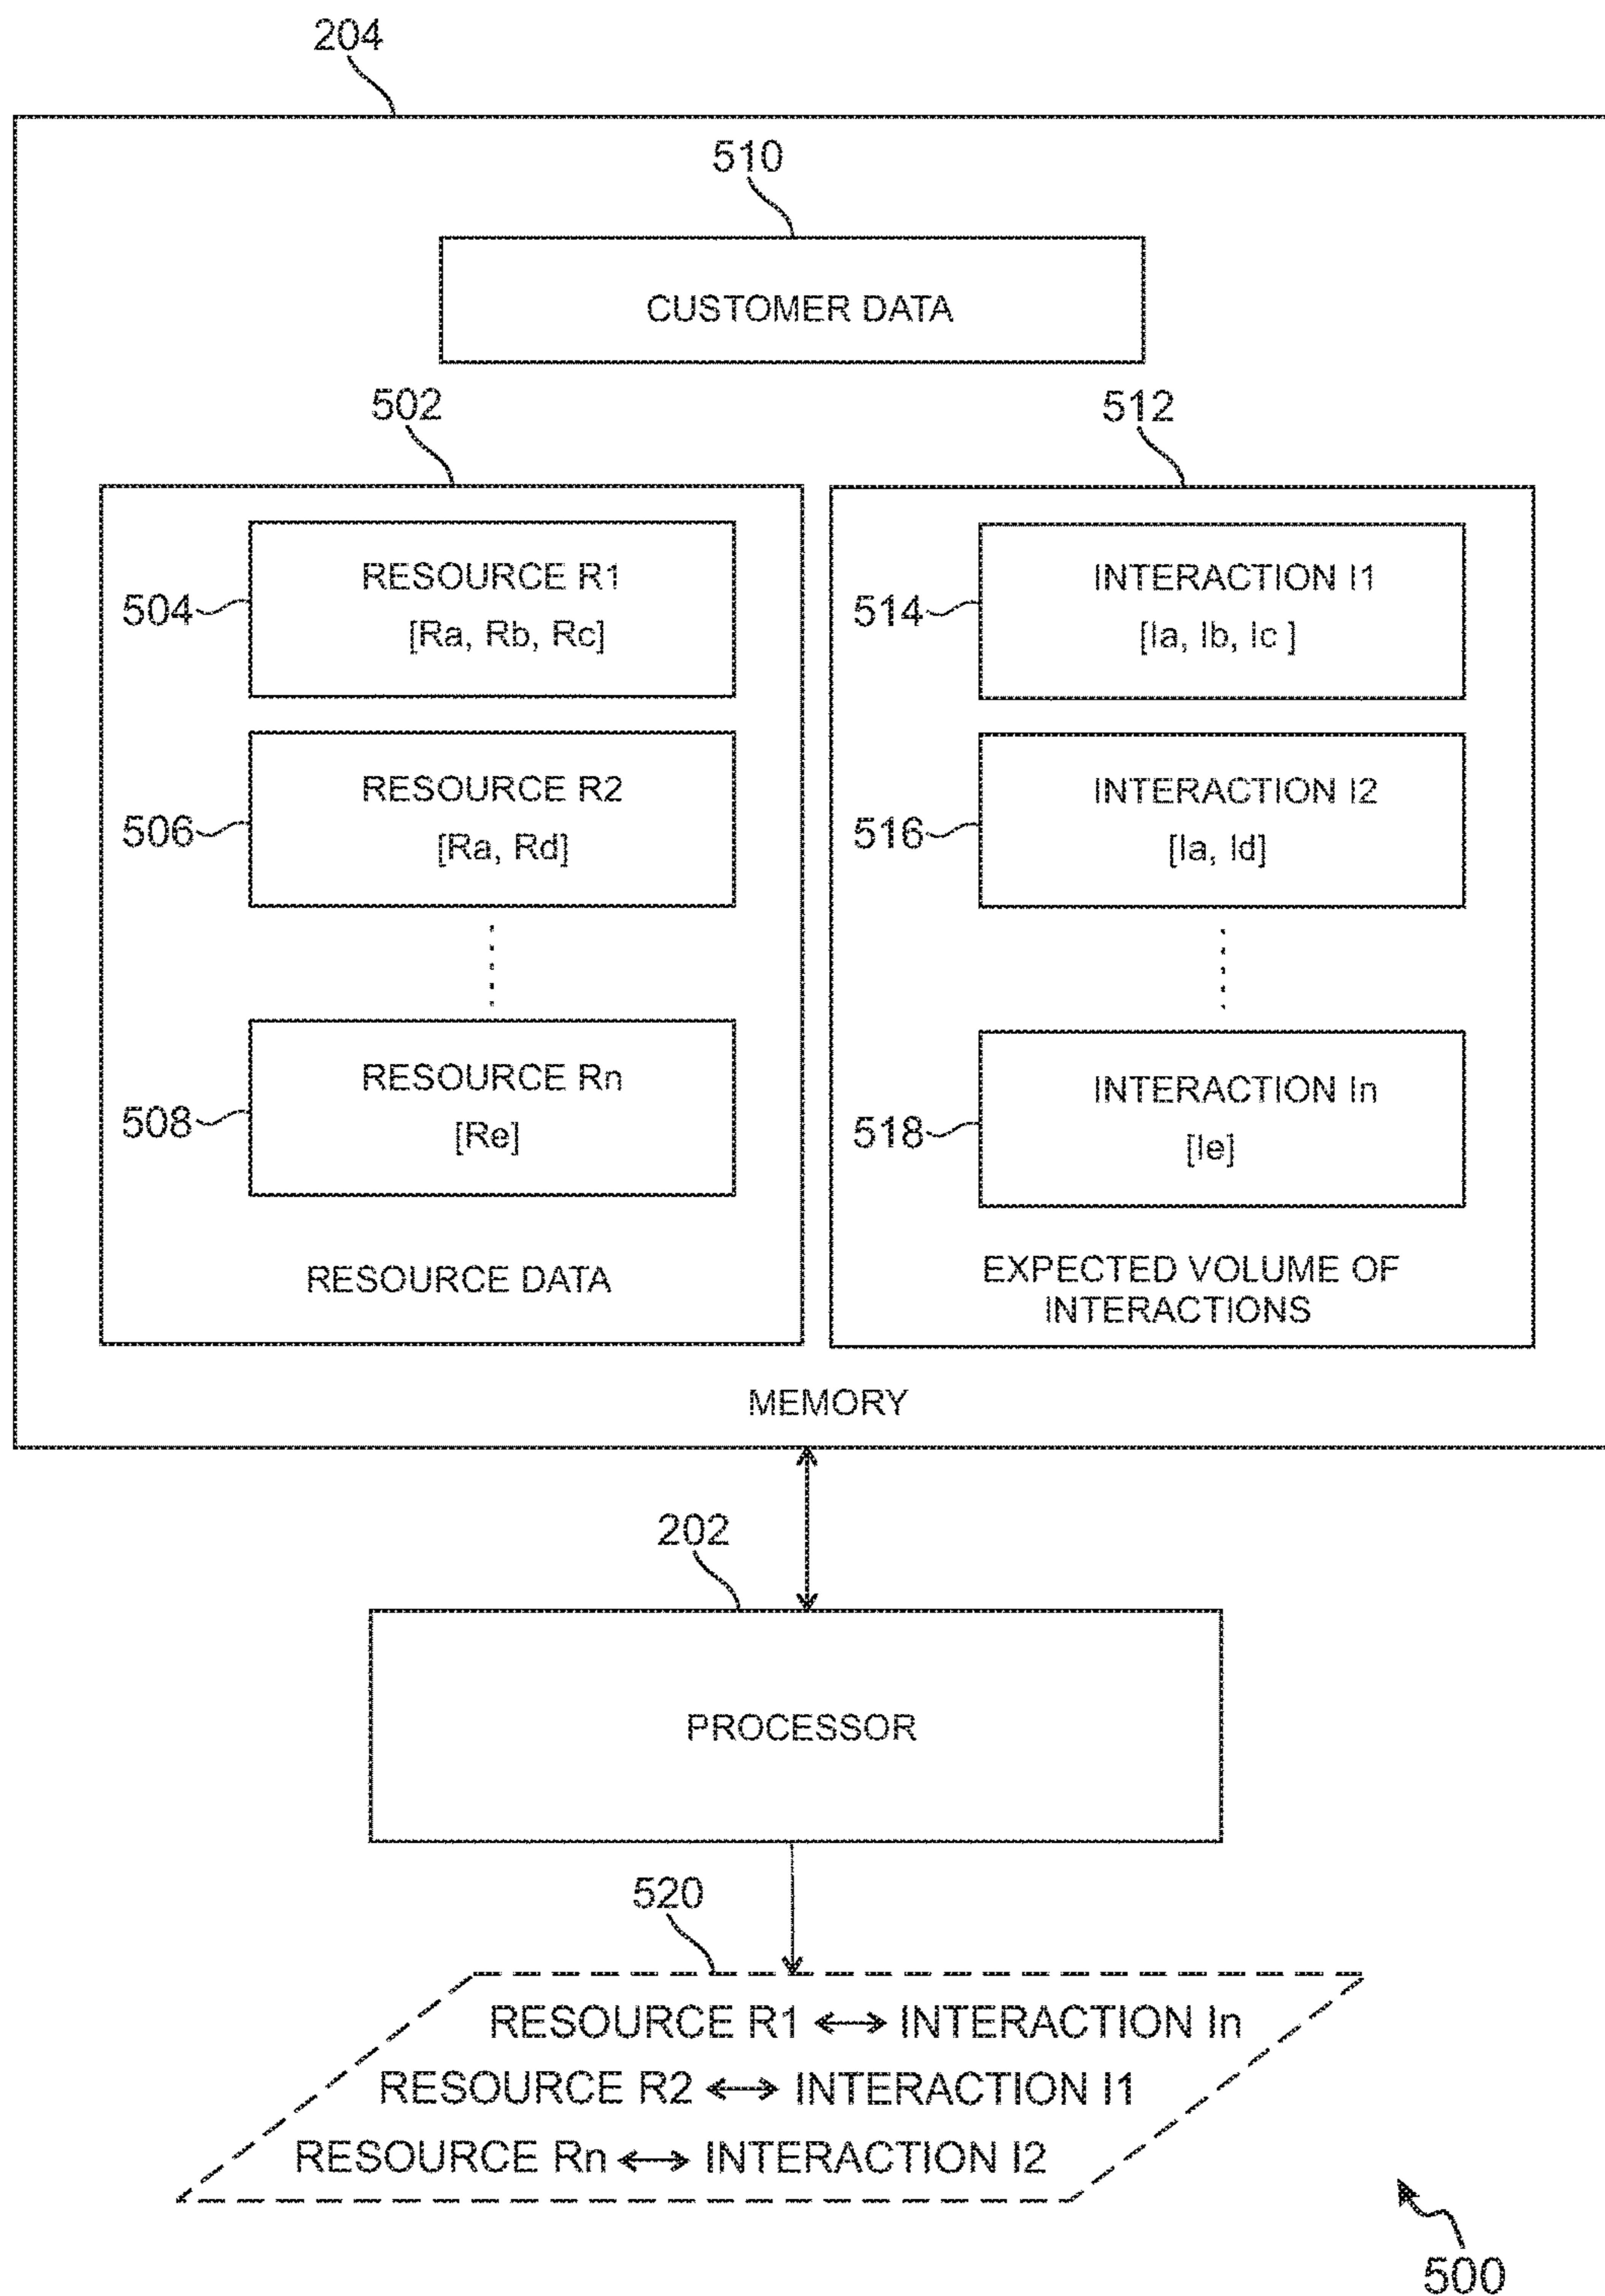 204
510
CUSTOMER DATA
502
512
504
RESOURCE R1
[Ra, Rb, Rc]
514
INTERACTION I1
[Ia, Ib, Ic ]
506
RESOURCE R2
[Ra, Rd]
516
INTERACTION I2
[Ia, Id]
508
RESOURCE Rn
[Re]
518
INTERACTION In
[Ie]
RESOURCE DATA
EXPECTED VOLUME OF
INTERACTIONS
MEMORY
202
PROCESSOR
520
RESOURCE R1 ↔ INTERACTION In
RESOURCE R2 ↔ INTERACTION I1
RESOURCE Rn ↔ INTERACTION I2
500